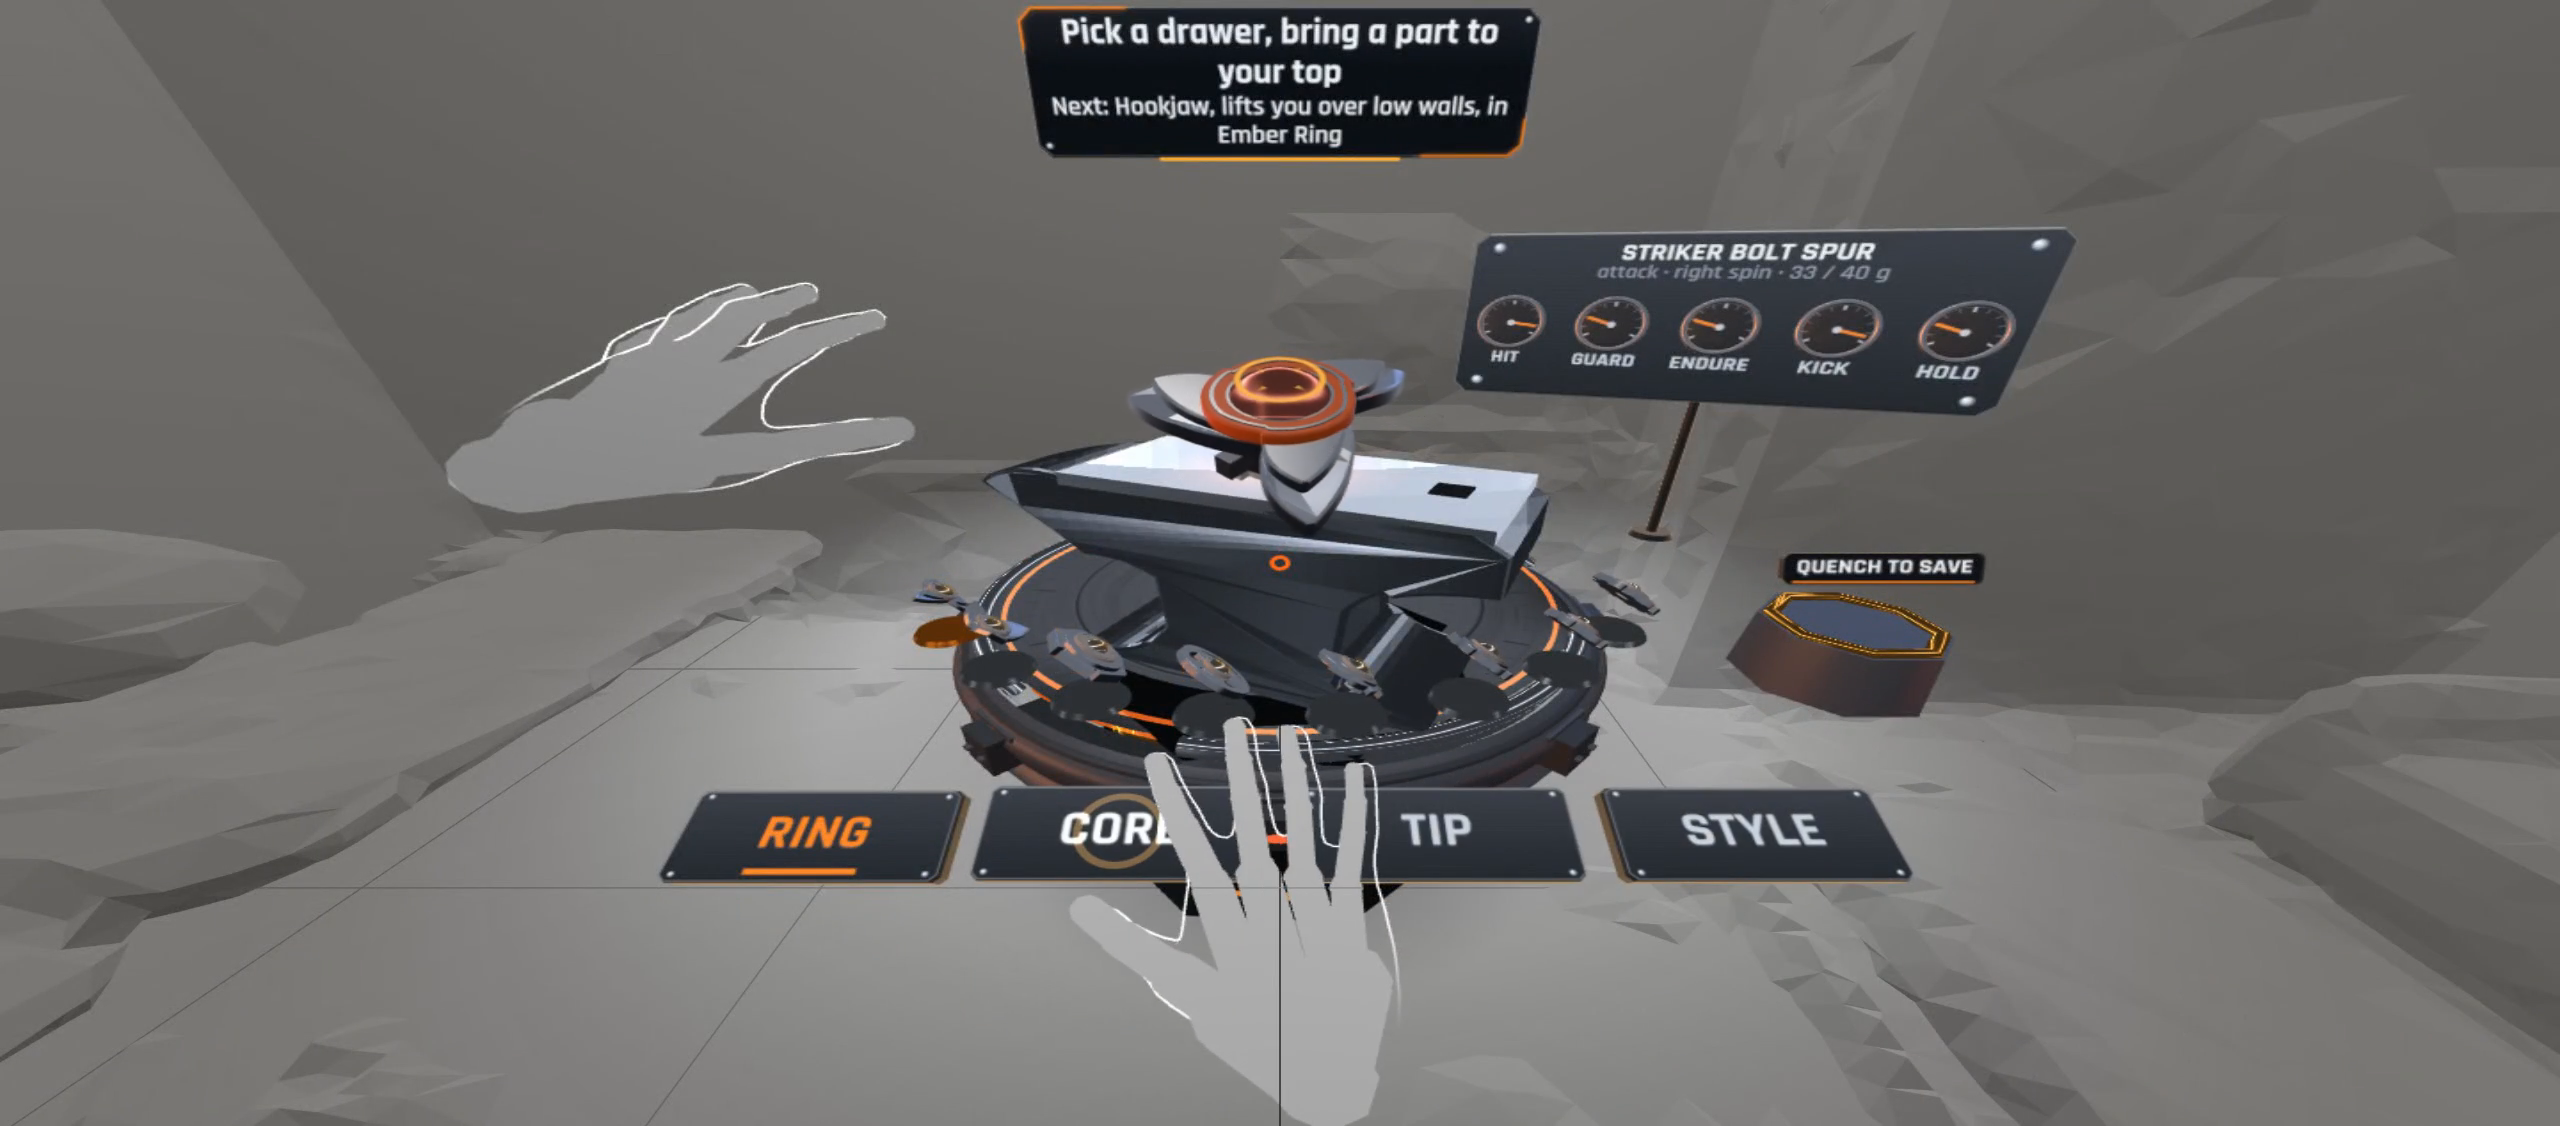 Pick a drawer, bring a part to
your top
Next: Hookjaw, lifts you over low walls, in
Ember Ring
STRIKER BOLT SPUR
attack · right spin · 33 / 40 g
HIT
GUARD
ENDURE
KICK
HOLD
QUENCH TO SAVE
RING
CORE
TIP
STYLE